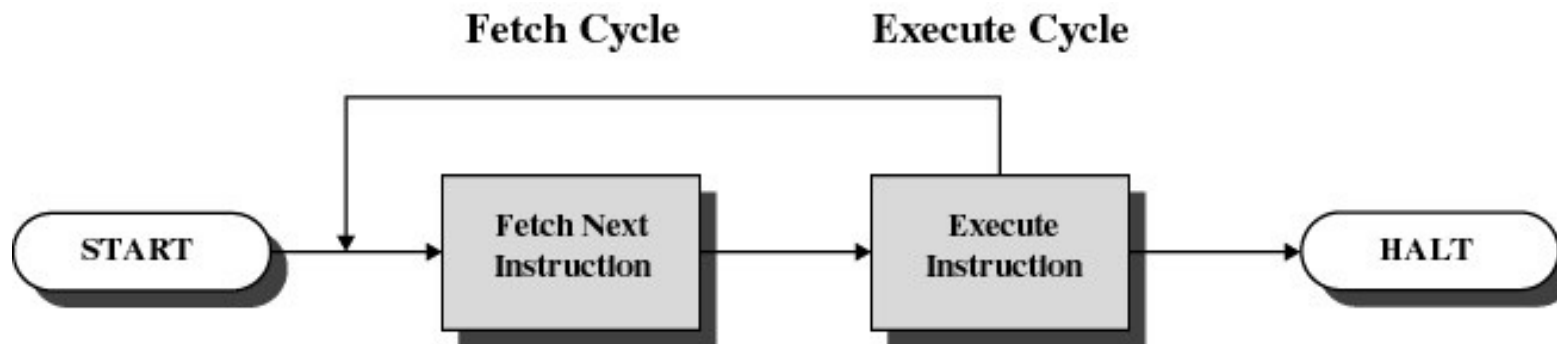 Fetch Cycle
Execute Cycle
START
Fetch Next
Instruction
Execute
Instruction
HALT